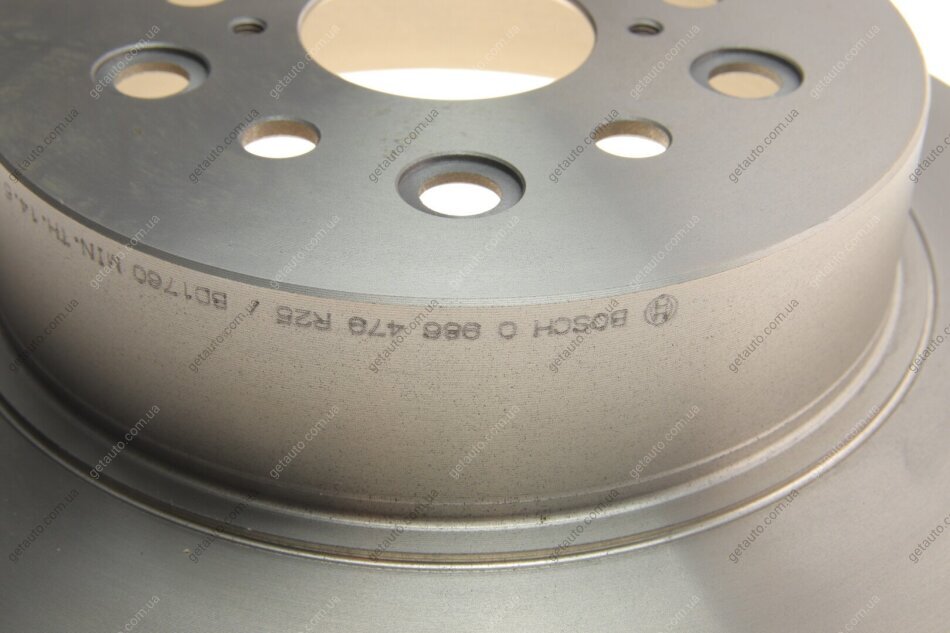 BOSCH 0 986 479 R25 / BD1760 MIN.TH.14.
getauto.com.ua